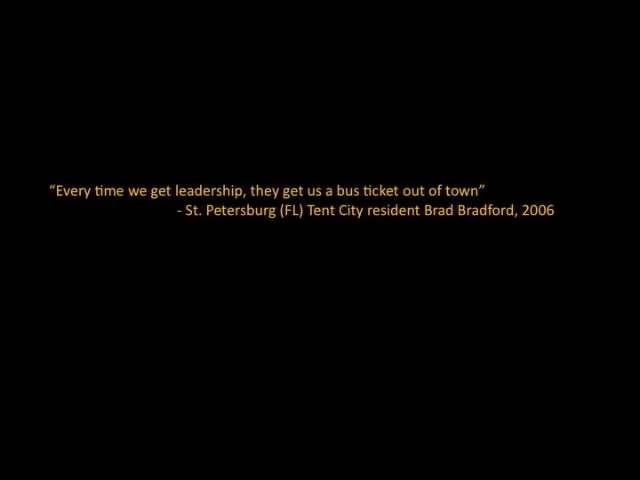 “Every time we get leadership, they get us a bus ticket out of town”
- St. Petersburg (FL) Tent City resident Brad Bradford, 2006